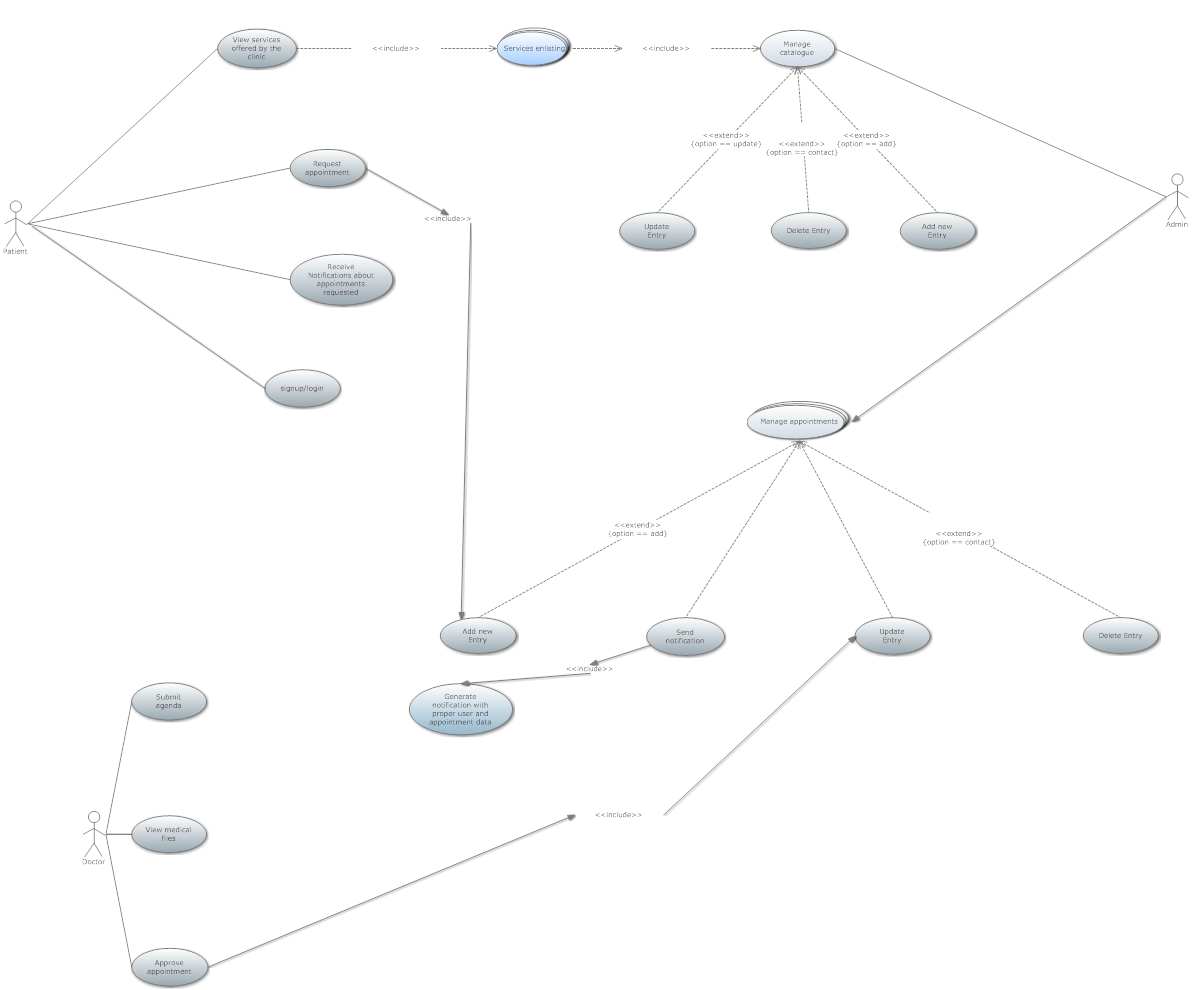 View services
offered by the
clinic
<<include>>
Services enlisting
<<include>>
Manage
catalogue
<<extend>>
{option == update}
<<extend>>
{option == contact}
<<extend>>
{option == add}
Request
appointment
<<include>>
Patient
Admin
Update
Entry
Delete Entry
Add new
Entry
Receive
Notifications about
appointments
requested
signup/login
Manage appointments
<<extend>>
{option == add}
<<extend>>
{option == contact}
Add new
Entry
Send
notification
Update
Entry
Delete Entry
<<include>>
Generate
notification with
proper user and
appointment data
Submit
agenda
View medical
files
Doctor
<<include>>
Approve
appointment